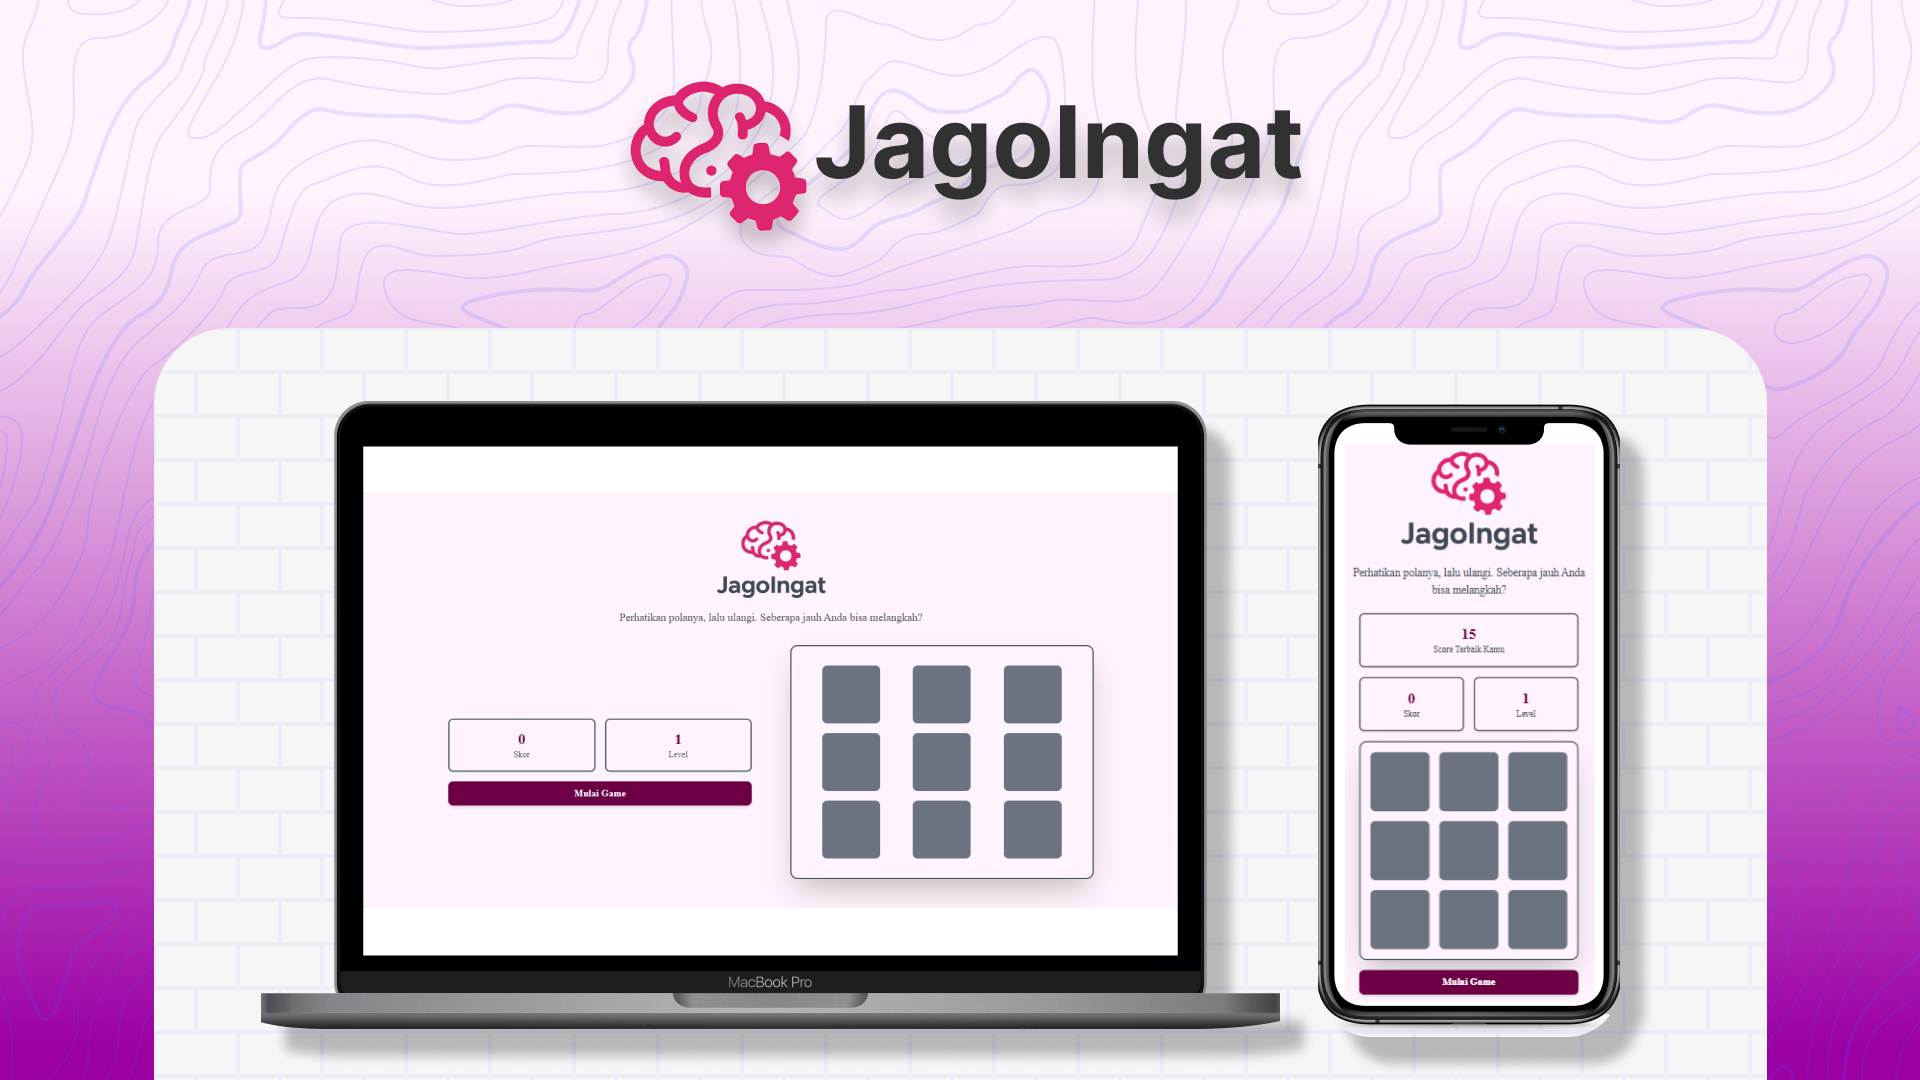 JagoIngat
JagoIngat
Perhatikan polanya, lalu ulangi. Seberapa jauh Anda bisa melangkah?
0
Skor
1
Level
Mulai Game
MacBook Pro
JagoIngat
Perhatikan polanya, lalu ulangi. Seberapa jauh Anda
bisa melangkah?
15
Score Terbaik Kamu
0
Skor
1
Level
Mulai Game